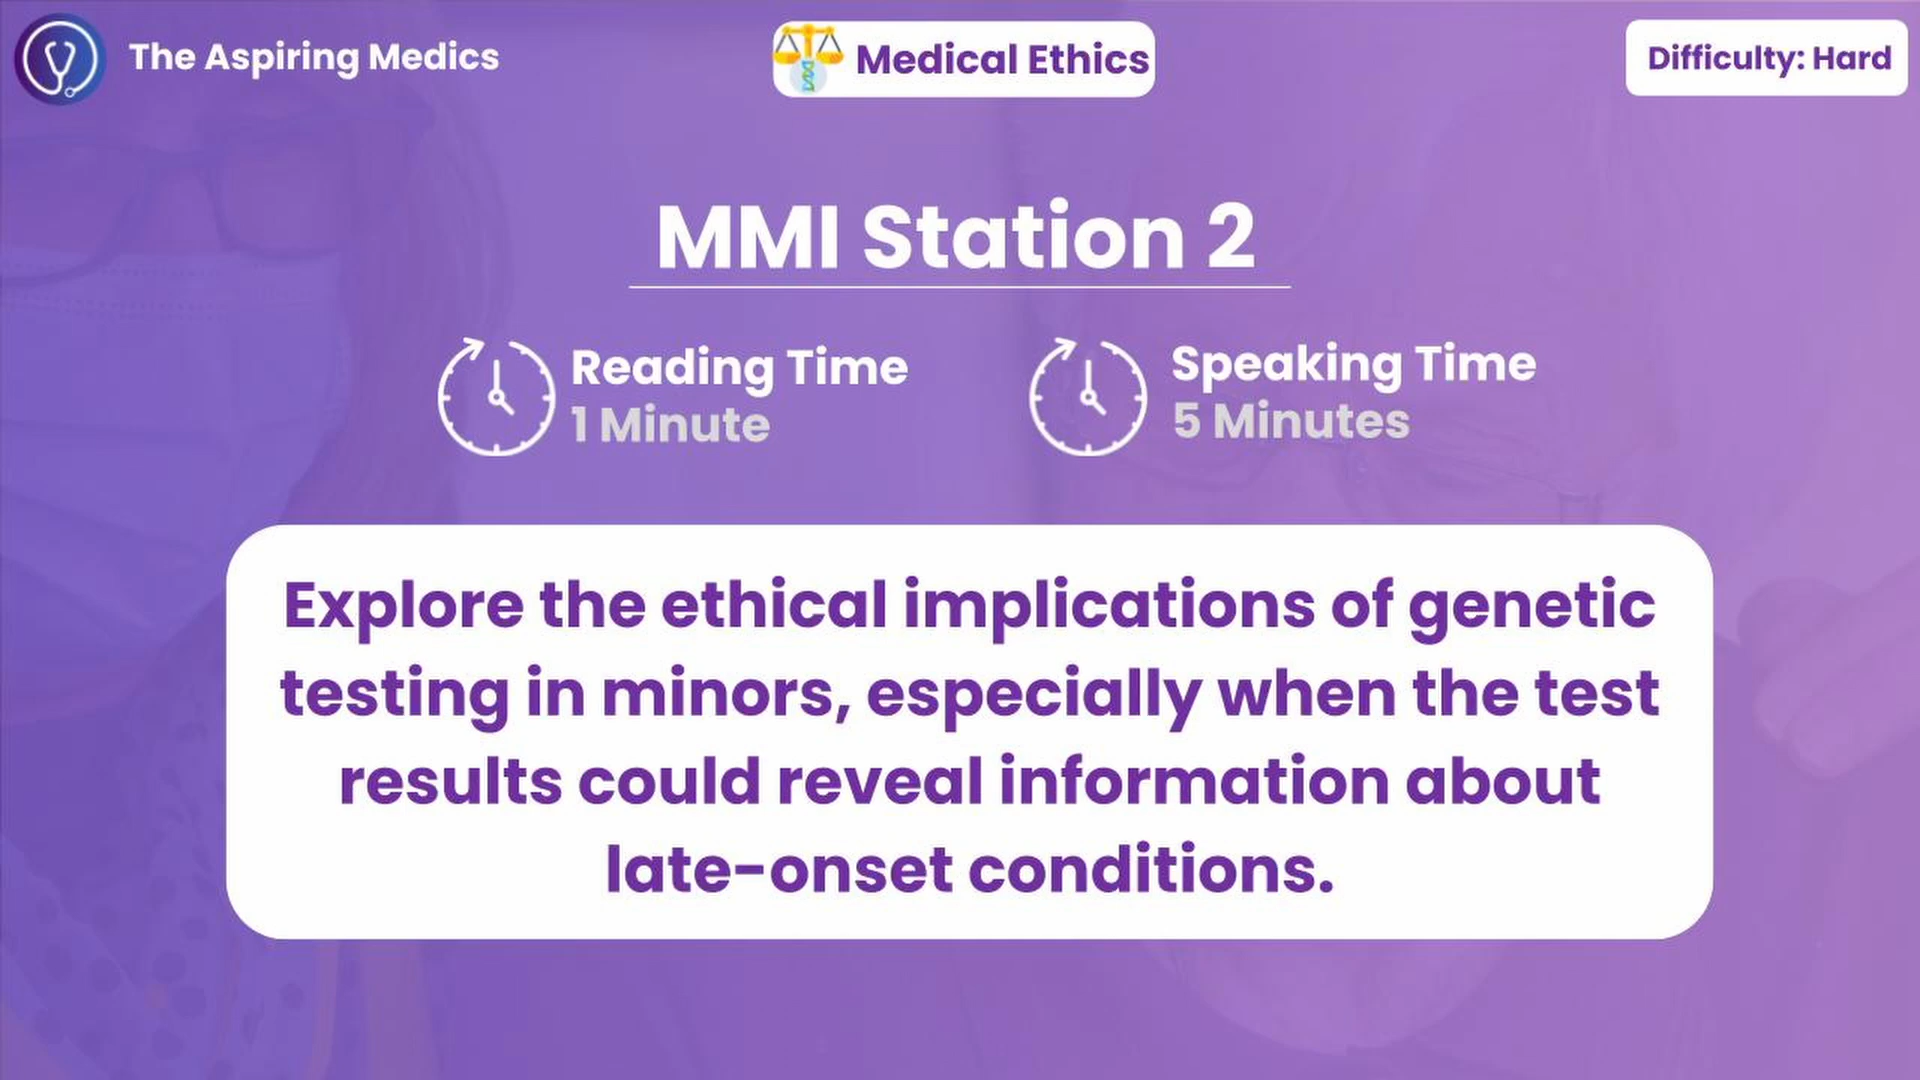 The Aspiring Medics
Medical Ethics
Difficulty: Hard
MMI Station 2
Reading Time
1 Minute
Speaking Time
5 Minutes
Explore the ethical implications of genetic
testing in minors, especially when the test
results could reveal information about
late-onset conditions.